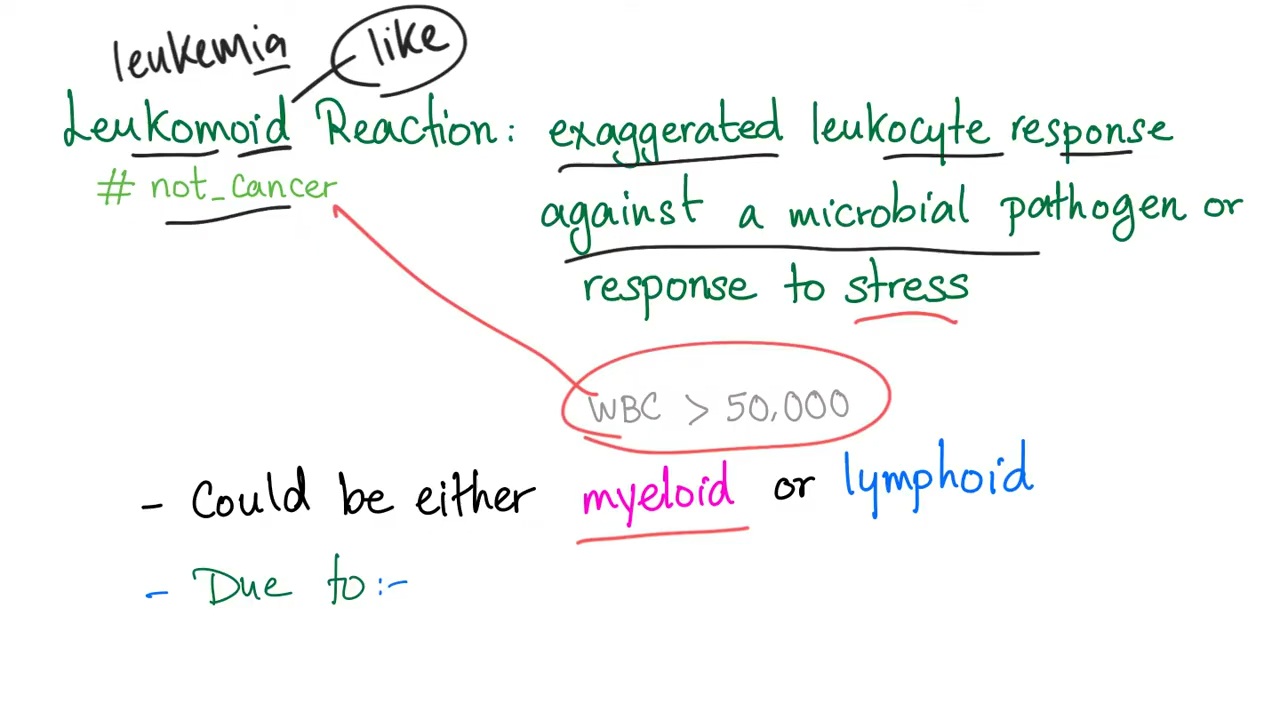 leukemia like
Leukomoid Reaction: exaggerated leukocyte response
# not_cancer
against a microbial pathogen or
response to stress
WBC > 50,000
- Could be either myeloid or lymphoid
- Due to:-